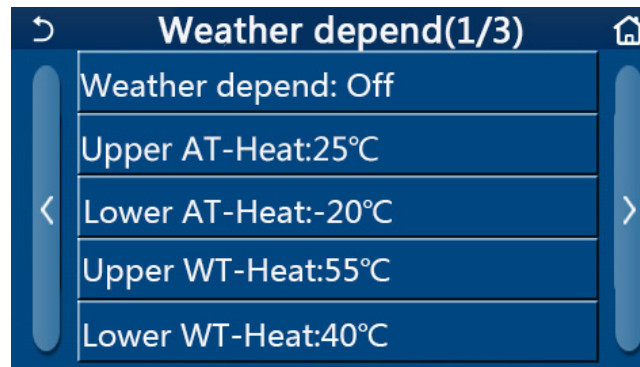 Weather depend(1/3)
Weather depend: Off
Upper AT-Heat:25℃
Lower AT-Heat:-20℃
Upper WT-Heat:55℃
Lower WT-Heat:40℃